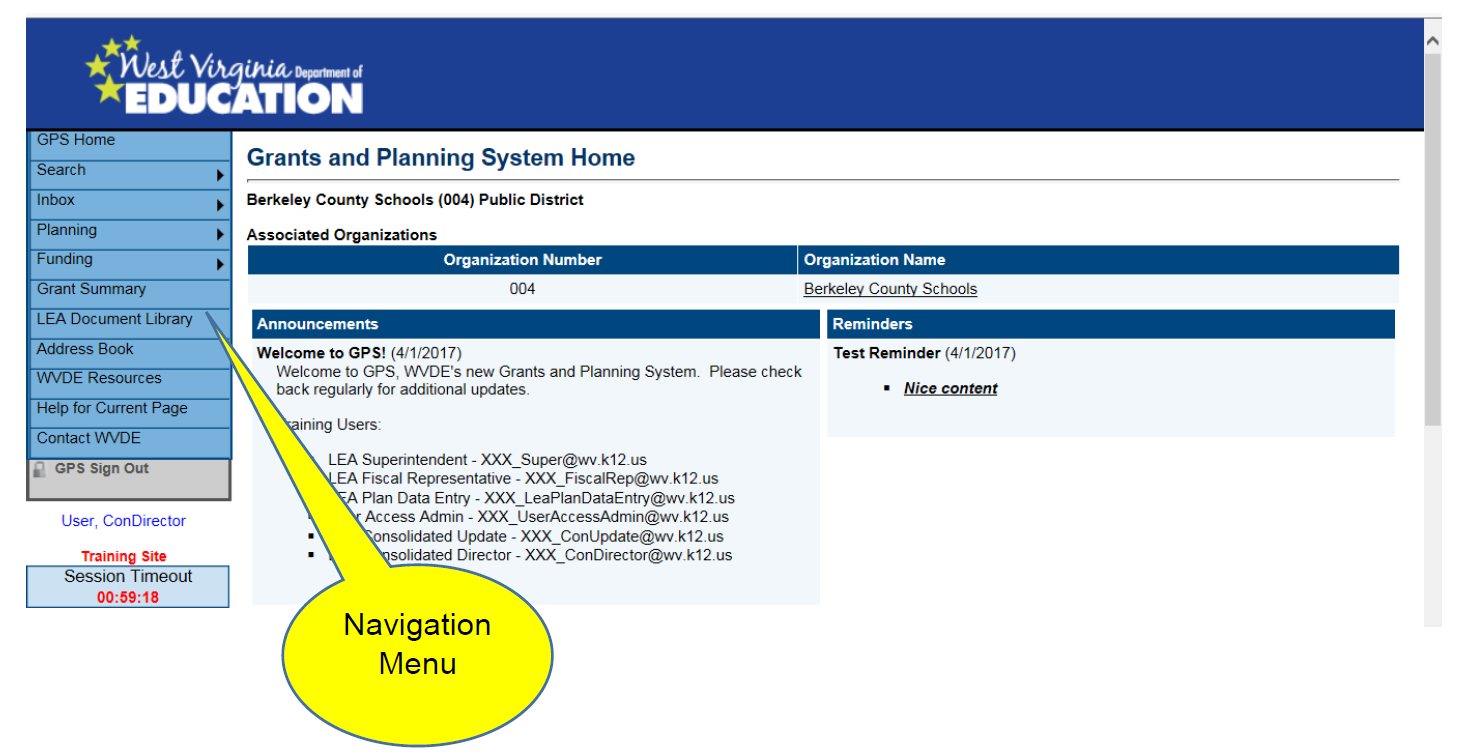 West Virginia Department of
EDUCATION
GPS Home
Search
Inbox
Planning
Funding
Grant Summary
LEA Document Library
Address Book
WVDE Resources
Help for Current Page
Contact WVDE
GPS Sign Out
User, ConDirector
Training Site
Session Timeout
00:59:18
Grants and Planning System Home
Berkeley County Schools (004) Public District
Associated Organizations
Organization Number Organization Name
004 Berkeley County Schools
Announcements
Welcome to GPS! (4/1/2017)
Welcome to GPS, WVDE's new Grants and Planning System. Please check
back regularly for additional updates.
Users:
LEA Superintendent - XXX_Super@wv.k12.us
LEA Fiscal Representative - XXX_FiscalRep@wv.k12.us
Plan Data Entry - XXX_LeaPlanDataEntry@wv.k12.us
Access Admin - XXX_UserAccessAdmin@wv.k12.us
Consolidated Update - XXX_ConUpdate@wv.k12.us
Director - XXX_ConDirector@wv.k12.us
Reminders
Test Reminder (4/1/2017)
Nice content
Navigation
Menu